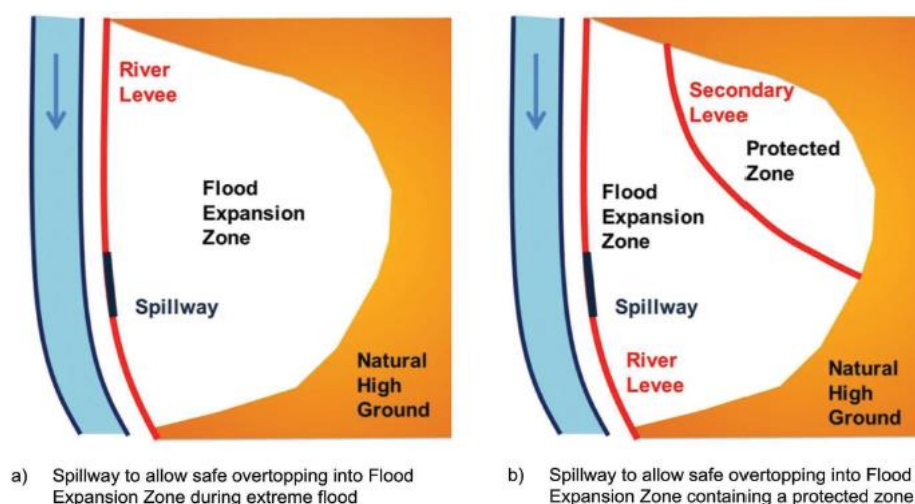 River
Levee
Flood
Expansion
Zone
Spillway
Natural
High
Ground
a) Spillway to allow safe overtopping into Flood
Expansion Zone during extreme flood
Secondary
Levee
Protected
Zone
Flood
Expansion
Zone
Spillway
River
Levee
Natural
High
Ground
b) Spillway to allow safe overtopping into Flood
Expansion Zone containing a protected zone